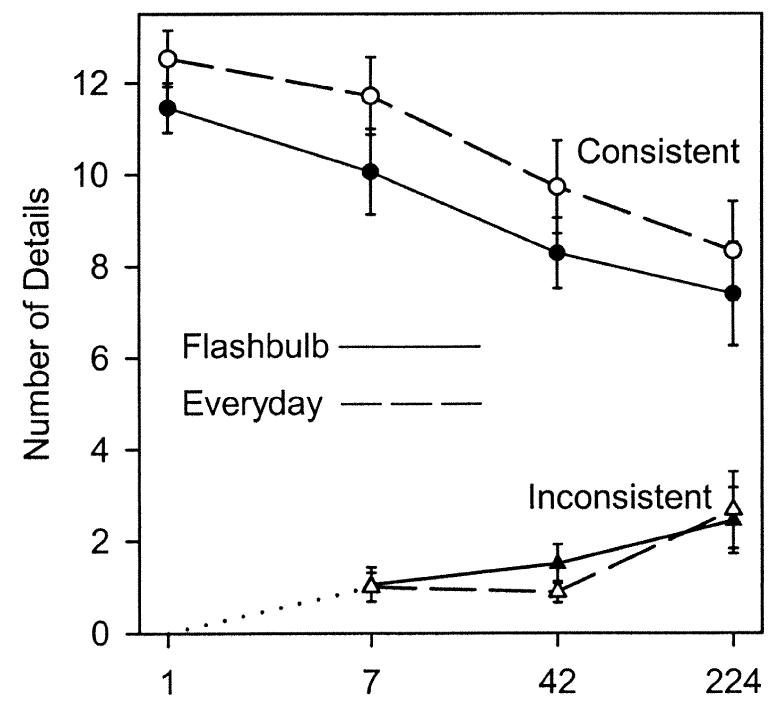 12
10
8
6
4
2
0
Number of Details
Consistent
Flashbulb
Everyday
Inconsistent
1 7 42 224